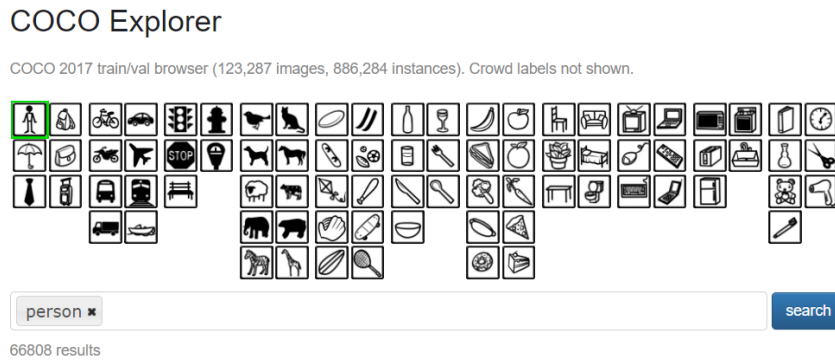 COCO Explorer
COCO 2017 train/val browser (123,287 images, 886,284 instances). Crowd labels not shown.
STOP
person ×
search
66808 results